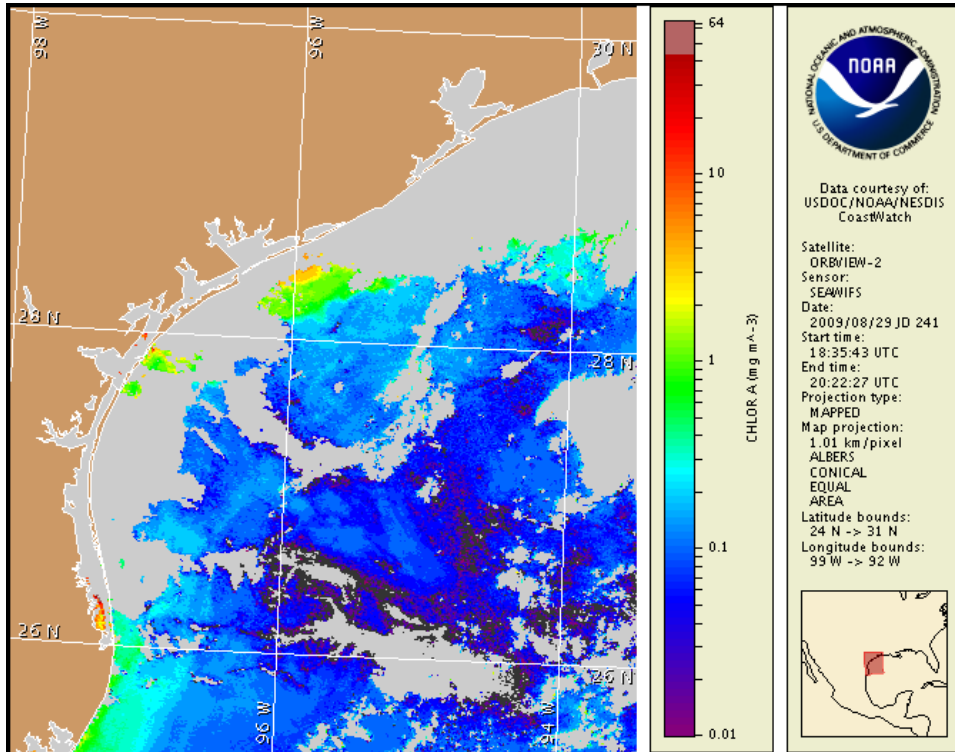 98 W
96 W
30 N
28 N
28 N
26 N
26 N
96 W
94 W
64
10
1
0.1
0.01
CHLOR A (mg m^-3)
NATIONAL OCEANIC AND ATMOSPHERIC ADMINISTRATION
NOAA
U.S. DEPARTMENT OF COMMERCE
Data courtesy of:
USDOC/NOAA/NESDIS
CoastWatch
Satellite:
ORBVIEW-2
Sensor:
SEAWIFS
Date:
2009/08/29 JD 241
Start time:
18:35:43 UTC
End time:
20:22:27 UTC
Projection type:
MAPPED
Map projection:
1.01 km/pixel
ALBERS
CONICAL
EQUAL
AREA
Latitude bounds:
24 N -> 31 N
Longitude bounds:
99 W -> 92 W